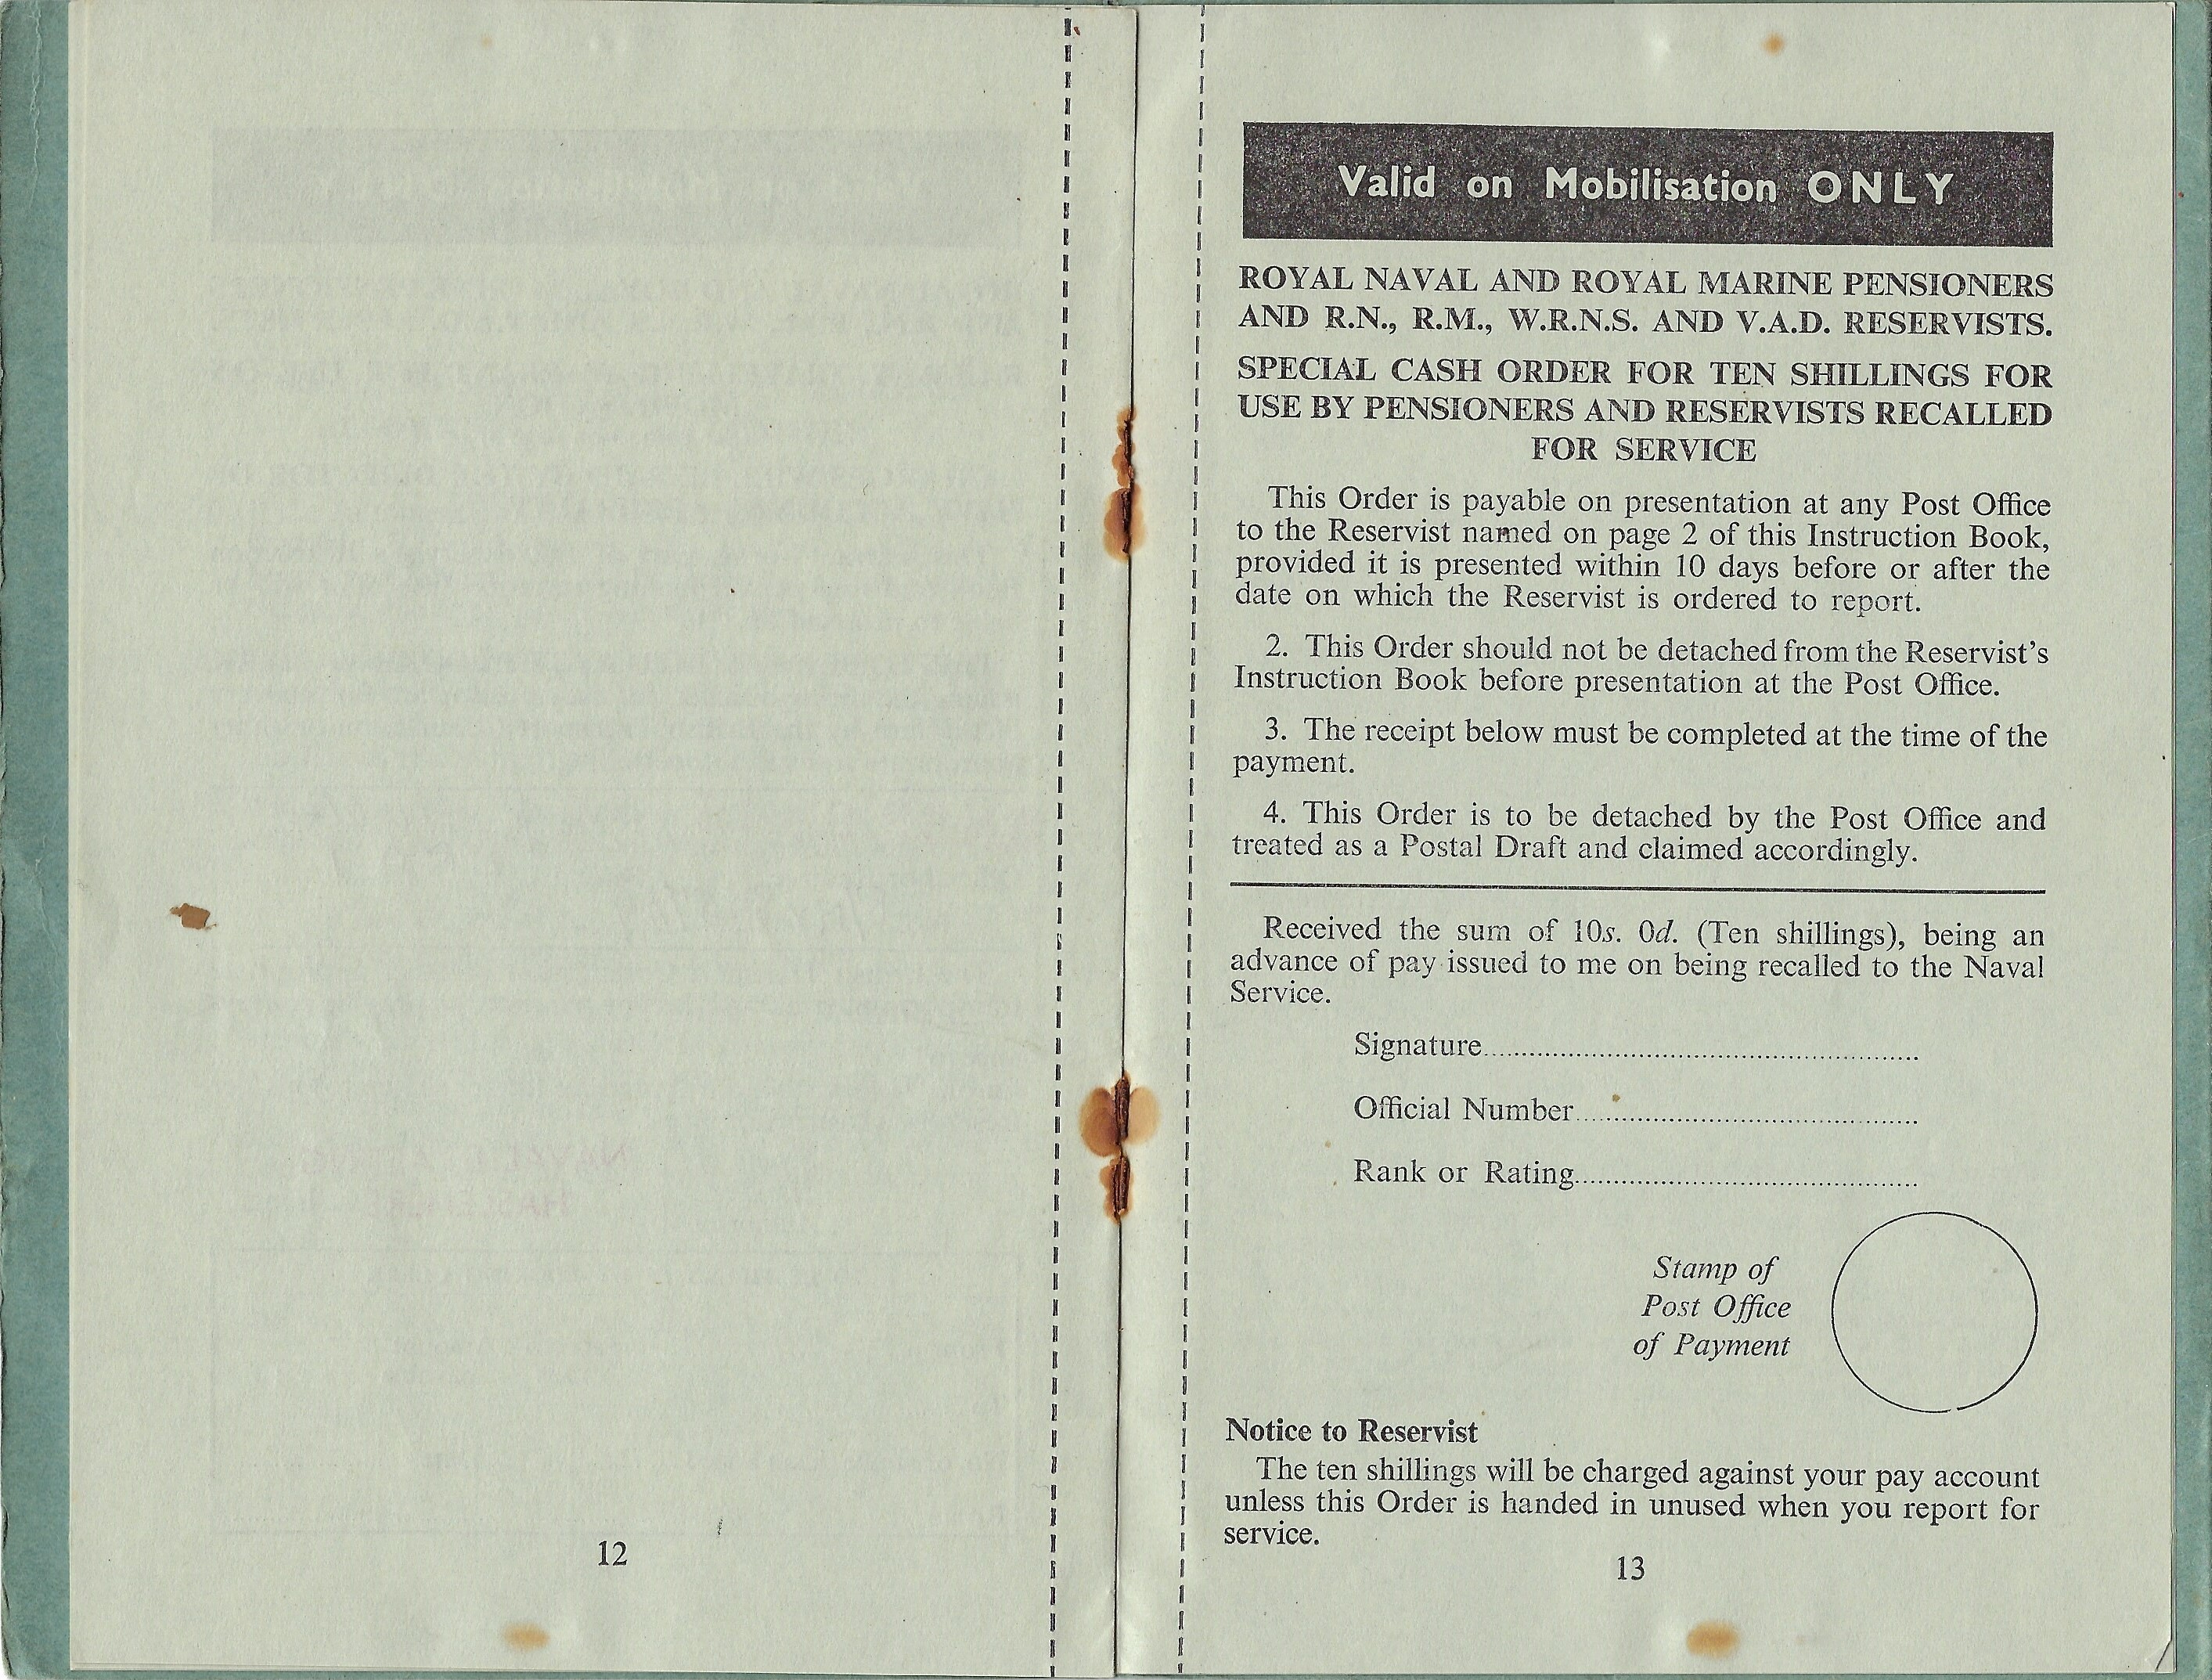 12
Valid on Mobilisation ONLY
ROYAL NAVAL AND ROYAL MARINE PENSIONERS
AND R.N., R.M., W.R.N.S. AND V.A.D. RESERVISTS.
SPECIAL CASH ORDER FOR TEN SHILLINGS FOR
USE BY PENSIONERS AND RESERVISTS RECALLED
FOR SERVICE
This Order is payable on presentation at any Post Office
to the Reservist named on page 2 of this Instruction Book,
provided it is presented within 10 days before or after the
date on which the Reservist is ordered to report.
2. This Order should not be detached from the Reservist's
Instruction Book before presentation at the Post Office.
3. The receipt below must be completed at the time of the
payment.
4. This Order is to be detached by the Post Office and
treated as a Postal Draft and claimed accordingly.
Received the sum of 10s. 0d. (Ten shillings), being an
advance of pay issued to me on being recalled to the Naval
Service.
Signature
Official Number
Rank or Rating
Stamp of
Post Office
of Payment
Notice to Reservist
The ten shillings will be charged against your pay account
unless this Order is handed in unused when you report for
service.
13